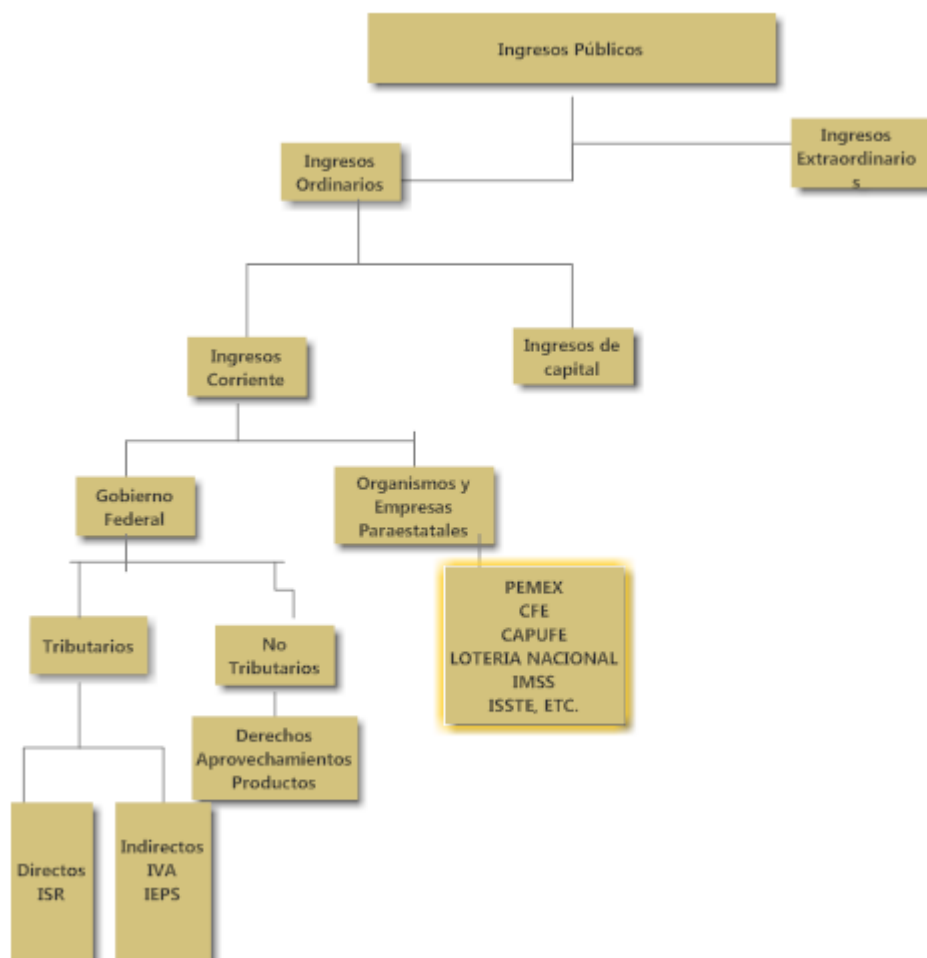 Ingresos Públicos
Ingresos
Extraordinario
s
Ingresos
Ordinarios
Ingresos
Corriente
Ingresos de
capital
Gobierno
Federal
Organismos y
Empresas
Paraestatales
PEMEX
CFE
CAPUFE
LOTERIA NACIONAL
IMSS
ISSTE, ETC.
Tributarios
No
Tributarios
Derechos
Aprovechamientos
Productos
Directos
ISR
Indirectos
IVA
IEPS